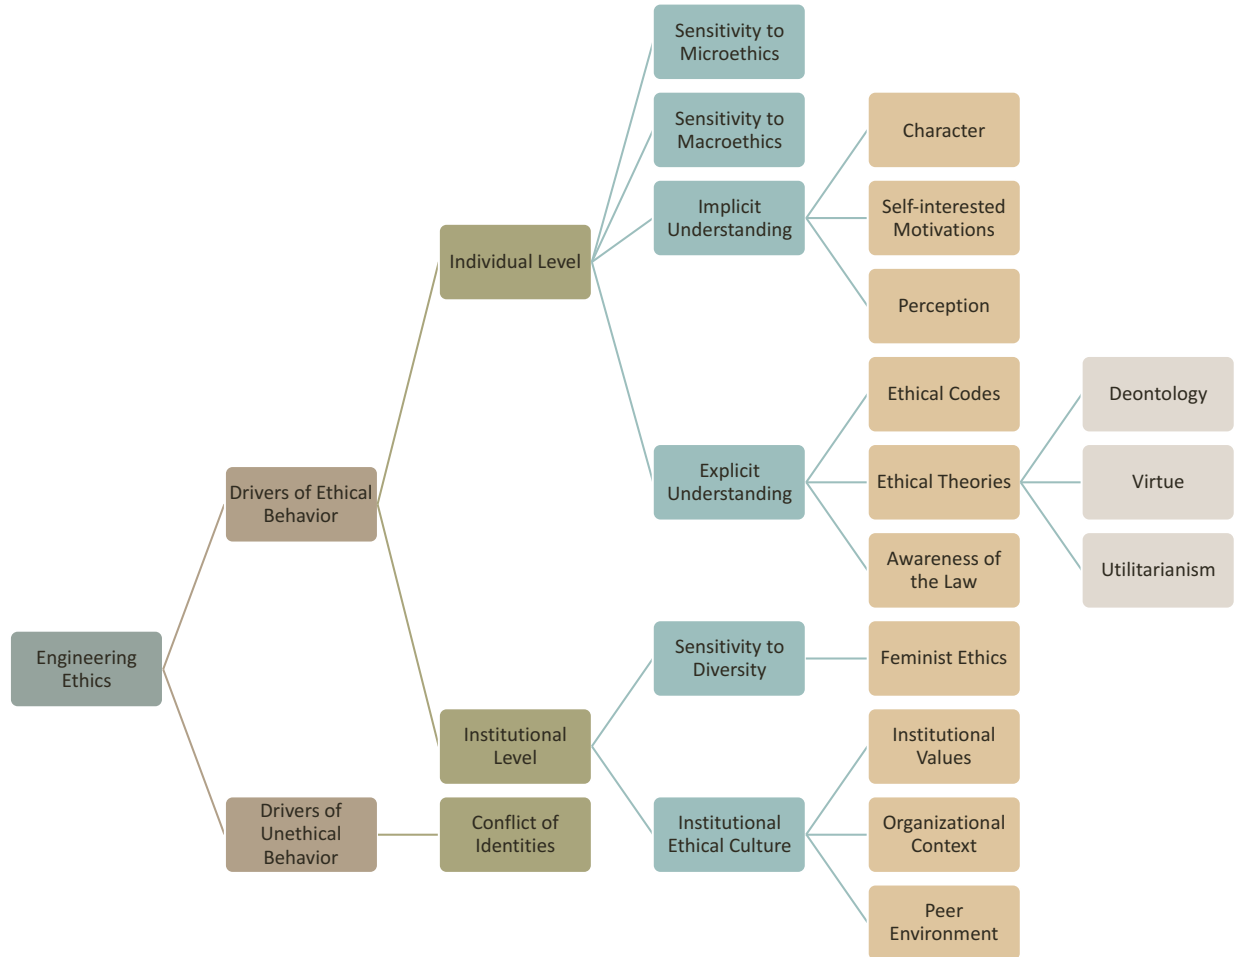 Sensitivity to
Microethics
Sensitivity to
Macroethics
Character
Implicit
Understanding
Self-interested
Motivations
Individual Level
Perception
Ethical Codes
Deontology
Drivers of Ethical
Behavior
Explicit
Understanding
Ethical Theories
Virtue
Awareness of
the Law
Utilitarianism
Engineering
Ethics
Sensitivity to
Diversity
Feminist Ethics
Institutional
Level
Institutional
Values
Drivers of
Unethical
Behavior
Conflict of
Identities
Institutional
Ethical Culture
Organizational
Context
Peer
Environment